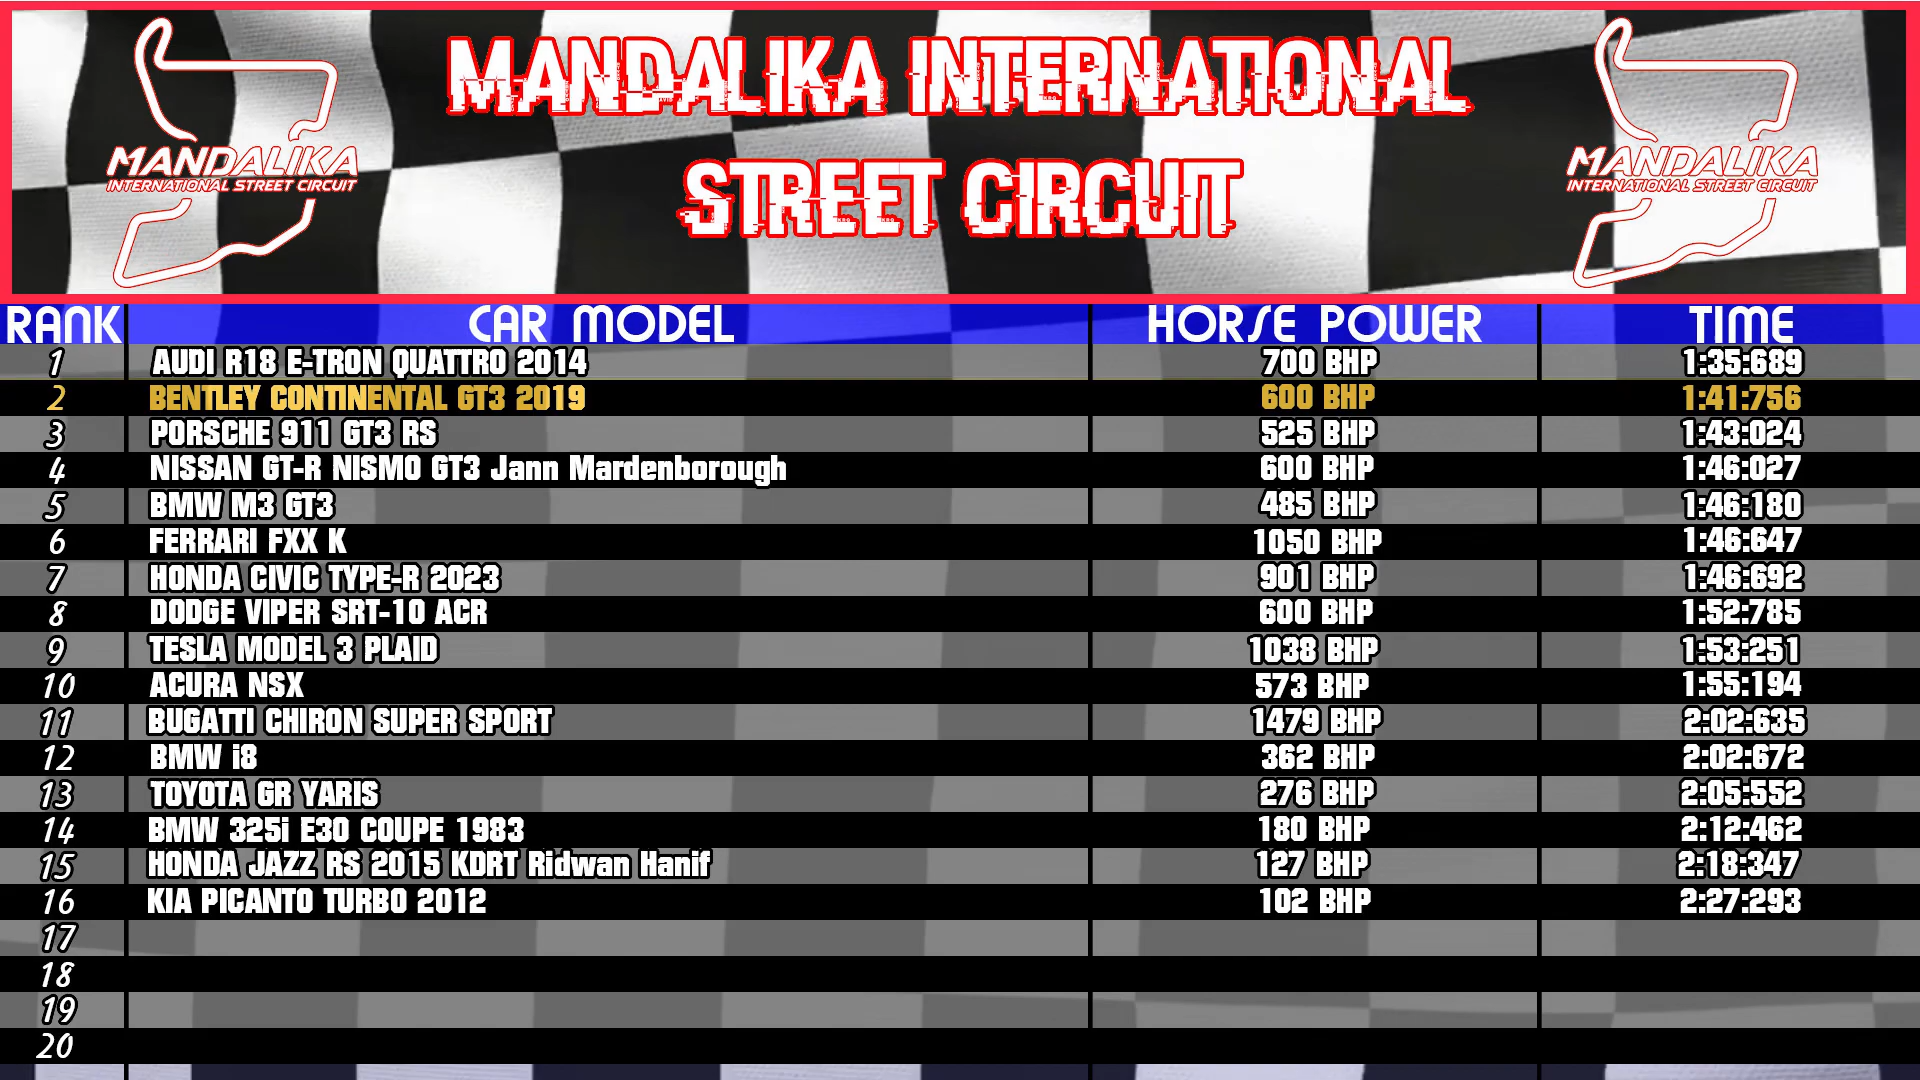 MANDALIKA INTERNATIONAL
STREET CIRCUIT
MANDALIKA
INTERNATIONAL STREET CIRCUIT
MANDALIKA
INTERNATIONAL STREET CIRCUIT
RANK CAR MODEL HORSE POWER TIME
1 AUDI R18 E-TRON QUATTRO 2014 700 BHP 1:35:689
2 BENTLEY CONTINENTAL GT3 2019 600 BHP 1:41:756
3 PORSCHE 911 GT3 RS 525 BHP 1:43:024
4 NISSAN GT-R NISMO GT3 Jann Mardenborough 600 BHP 1:46:027
5 BMW M3 GT3 485 BHP 1:46:180
6 FERRARI FXX K 1050 BHP 1:46:647
7 HONDA CIVIC TYPE-R 2023 901 BHP 1:46:692
8 DODGE VIPER SRT-10 ACR 600 BHP 1:52:785
9 TESLA MODEL 3 PLAID 1038 BHP 1:53:251
10 ACURA NSX 573 BHP 1:55:194
11 BUGATTI CHIRON SUPER SPORT 1479 BHP 2:02:635
12 BMW i8 362 BHP 2:02:672
13 TOYOTA GR YARIS 276 BHP 2:05:552
14 BMW 325i E30 COUPE 1983 180 BHP 2:12:462
15 HONDA JAZZ RS 2015 KDRT Ridwan Hanif 127 BHP 2:18:347
16 KIA PICANTO TURBO 2012 102 BHP 2:27:293
17
18
19
20